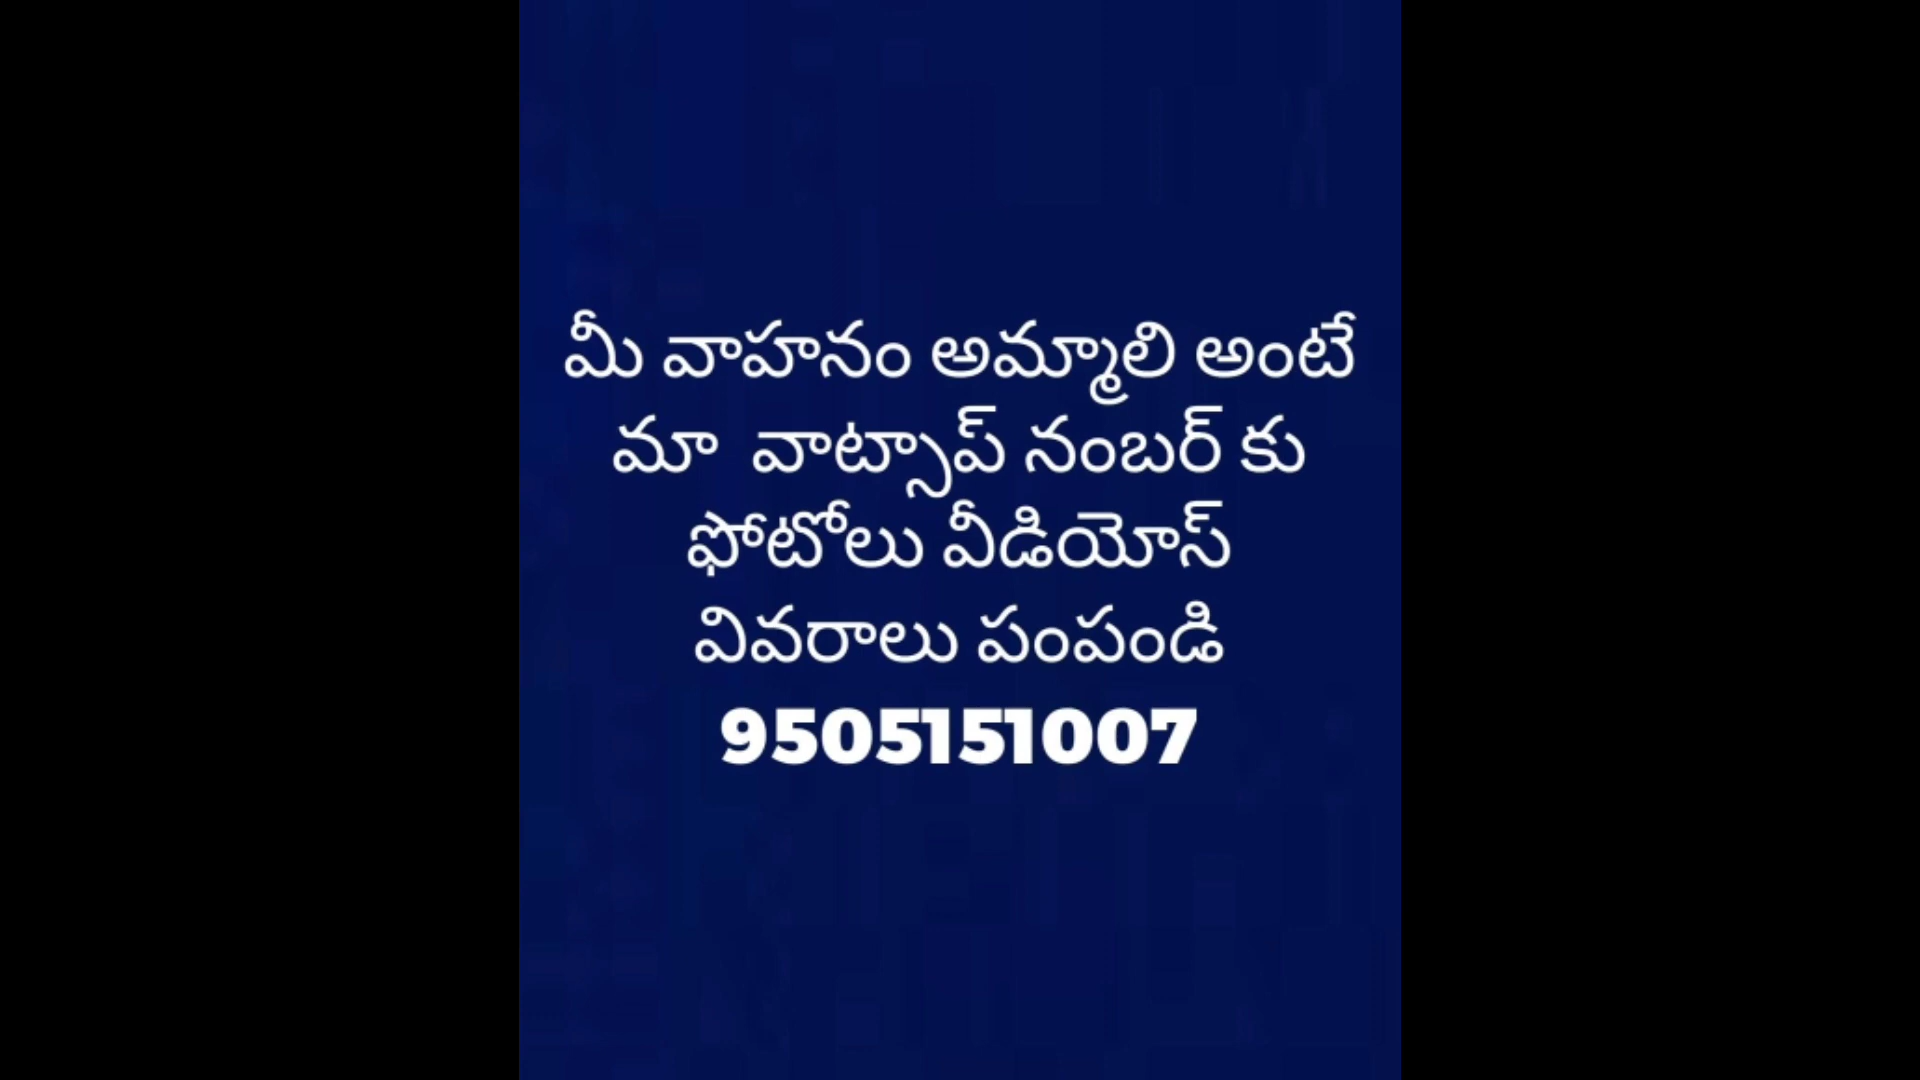 మీ వాహనం అమ్మాలి అంటే
మా వాట్సాప్ నంబర్ కు
ఫోటోలు వీడియోస్
వివరాలు పంపండి
9505151007